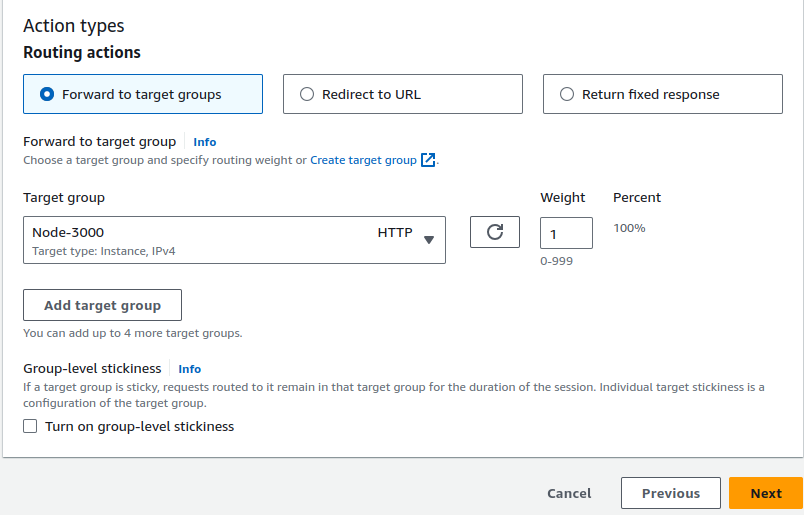 Action types
Routing actions
Forward to target groups
Redirect to URL
Return fixed response
Forward to target group Info
Choose a target group and specify routing weight or Create target group.
Target group
Weight
Percent
Node-3000
HTTP
Target type: Instance, IPv4
1
100%
0-999
Add target group
You can add up to 4 more target groups.
Group-level stickiness Info
If a target group is sticky, requests routed to it remain in that target group for the duration of the session. Individual target stickiness is a
configuration of the target group.
Turn on group-level stickiness
Cancel
Previous
Next